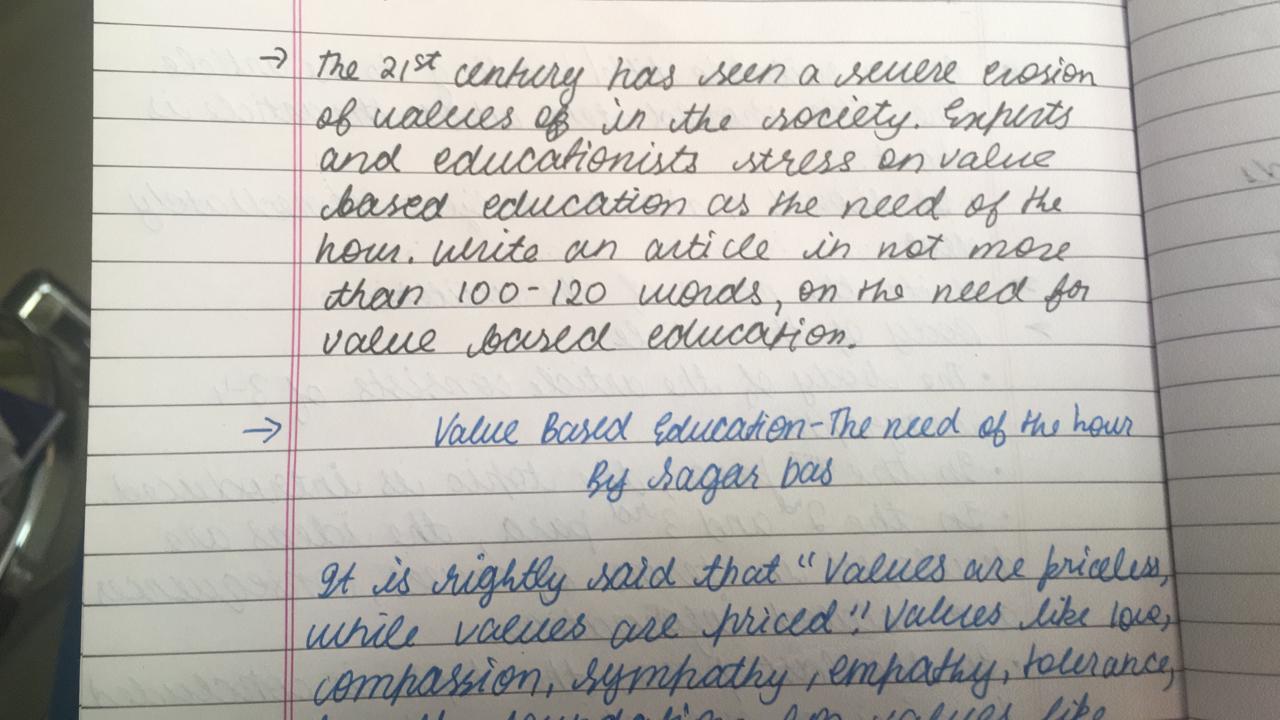 → The 21st century has seen a severe erosion
of values of in the society. Experts
and educationists stress on value
based education as the need of the
hour. Write an article in not more
than 100-120 words, on the need for
value based education.
→ Value Based Education-The need of the hour
By Sagar Das
It is rightly said that "Values are priceless,
while values are priced". Values like love,
compassion, sympathy, empathy, tolerance,
values like